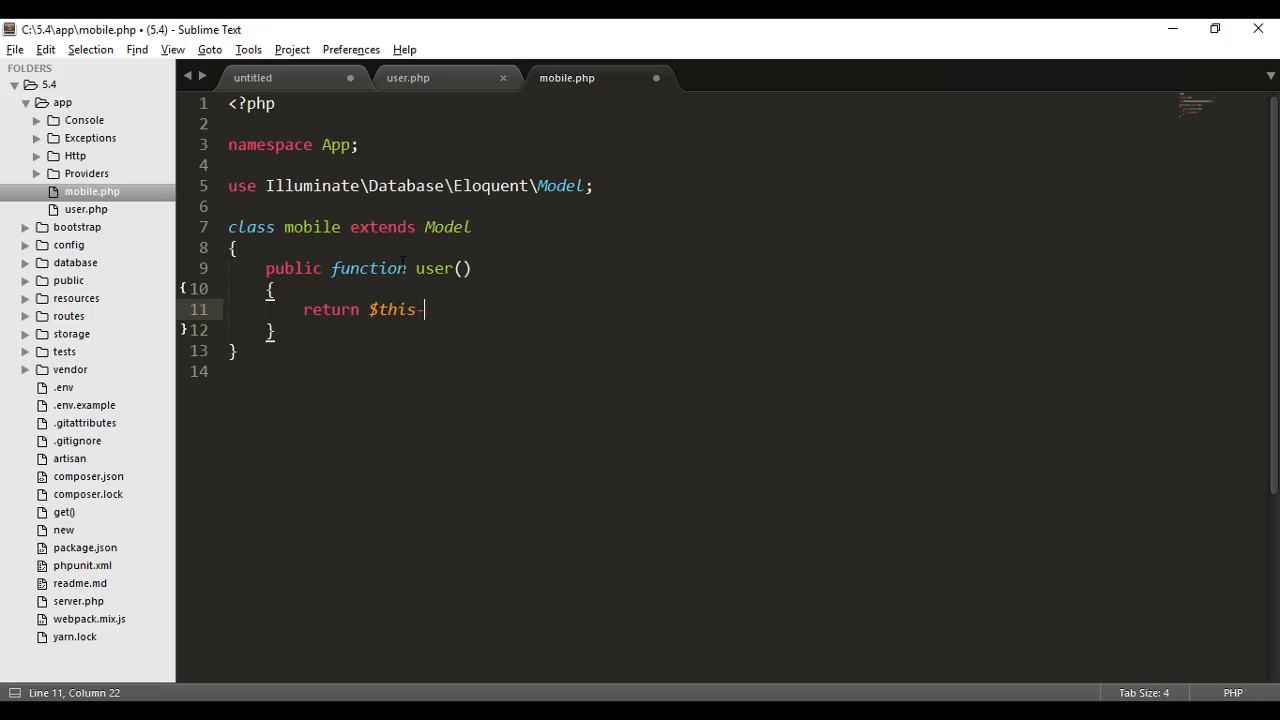 C:\5.4\app\mobile.php • (5.4) - Sublime Text
File Edit Selection Find View Goto Tools Project Preferences Help
FOLDERS
5.4
app
Console
Exceptions
Http
Providers
mobile.php
user.php
bootstrap
config
database
public
resources
routes
storage
tests
vendor
.env
.env.example
.gitattributes
.gitignore
artisan
composer.json
composer.lock
get()
new
package.json
phpunit.xml
readme.md
server.php
webpack.mix.js
yarn.lock
untitled user.php mobile.php
1 <?php
2
3 namespace App;
4
5 use Illuminate\Database\Eloquent\Model;
6
7 class mobile extends Model
8 {
9     public function user()
{10     {
11         return $this-
}12     }
13 }
14
Line 11, Column 22 Tab Size: 4 PHP